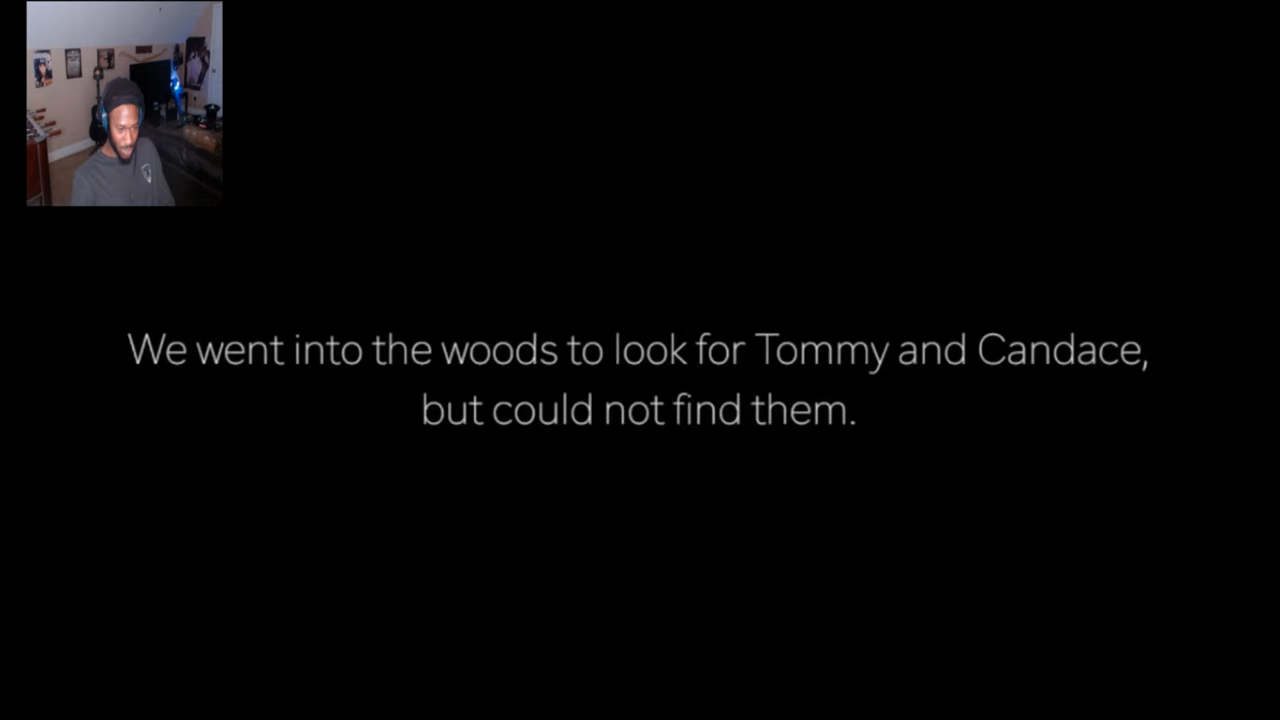 We went into the woods to look for Tommy and Candace,
but could not find them.